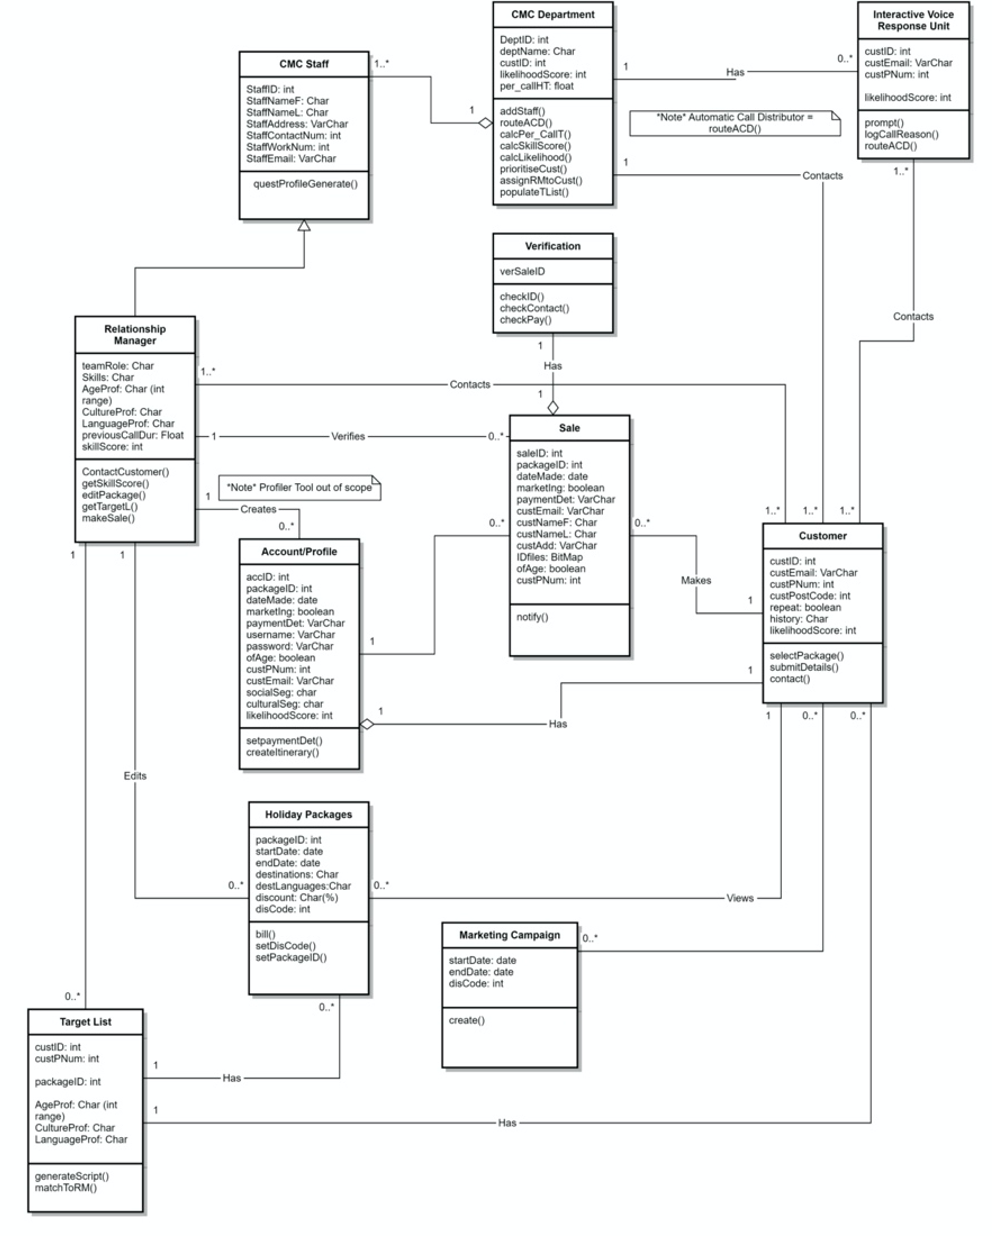 CMC Department
DeptID: int
deptName: Char
custID: int
likelihoodScore: int
per_callHT: float
addStaff()
routeACD()
calcPer_CallT()
calcSkillScore()
calcLikelihood()
prioritiseCust()
assignRMtoCust()
populateTList()
Interactive Voice
Response Unit
custID: int
custEmail: VarChar
custPNum: int
likelihoodScore: int
prompt()
logCallReason()
routeACD()
CMC Staff
StaffID: int
StaffNameF: Char
StaffNameL: Char
StaffAddress: VarChar
StaffContactNum: int
StaffWorkNum: int
StaffEmail: VarChar
questProfileGenerate()
1..*
1
1
Has
0..*
*Note* Automatic Call Distributor =
routeACD()
1
Contacts
1..*
Contacts
Verification
verSaleID
checkID()
checkContact()
checkPay()
1
Has
1
Relationship
Manager
teamRole: Char
Skills: Char
AgeProf: Char (int
range)
CultureProf: Char
LanguageProf: Char
previousCallDur: Float
skillScore: int
ContactCustomer()
getSkillScore()
editPackage()
getTargetL()
makeSale()
1..*
Contacts
1
Verifies
0..*
*Note* Profiler Tool out of scope
1
Creates
0..*
Sale
saleID: int
packageID: int
dateMade: date
marketIng: boolean
paymentDet: VarChar
custEmail: VarChar
custNameF: Char
custNameL: Char
custAdd: VarChar
IDfiles: BitMap
ofAge: boolean
custPNum: int
notify()
0..*
0..*
Makes
1
1..*
1..*
1..*
Customer
custID: int
custEmail: VarChar
custPNum: int
custPostCode: int
repeat: boolean
history: Char
likelihoodScore: int
selectPackage()
submitDetails()
contact()
1
1
Account/Profile
accID: int
packageID: int
dateMade: date
marketIng: boolean
paymentDet: VarChar
username: VarChar
password: VarChar
ofAge: boolean
custPNum: int
custEmail: VarChar
socialSeg: char
culturalSeg: char
likelihoodScore: int
setpaymentDet()
createItinerary()
1
1
Has
1
1
0..*
0..*
Edits
Holiday Packages
packageID: int
startDate: date
endDate: date
destinations: Char
destLanguages:Char
discount: Char(%)
disCode: int
bill()
setDisCode()
setPackageID()
0..*
0..*
Views
0..*
Marketing Campaign
startDate: date
endDate: date
disCode: int
create()
0..*
0..*
Target List
custID: int
custPNum: int
packageID: int
AgeProf: Char (int
range)
CultureProf: Char
LanguageProf: Char
generateScript()
matchToRM()
1
Has
1
Has